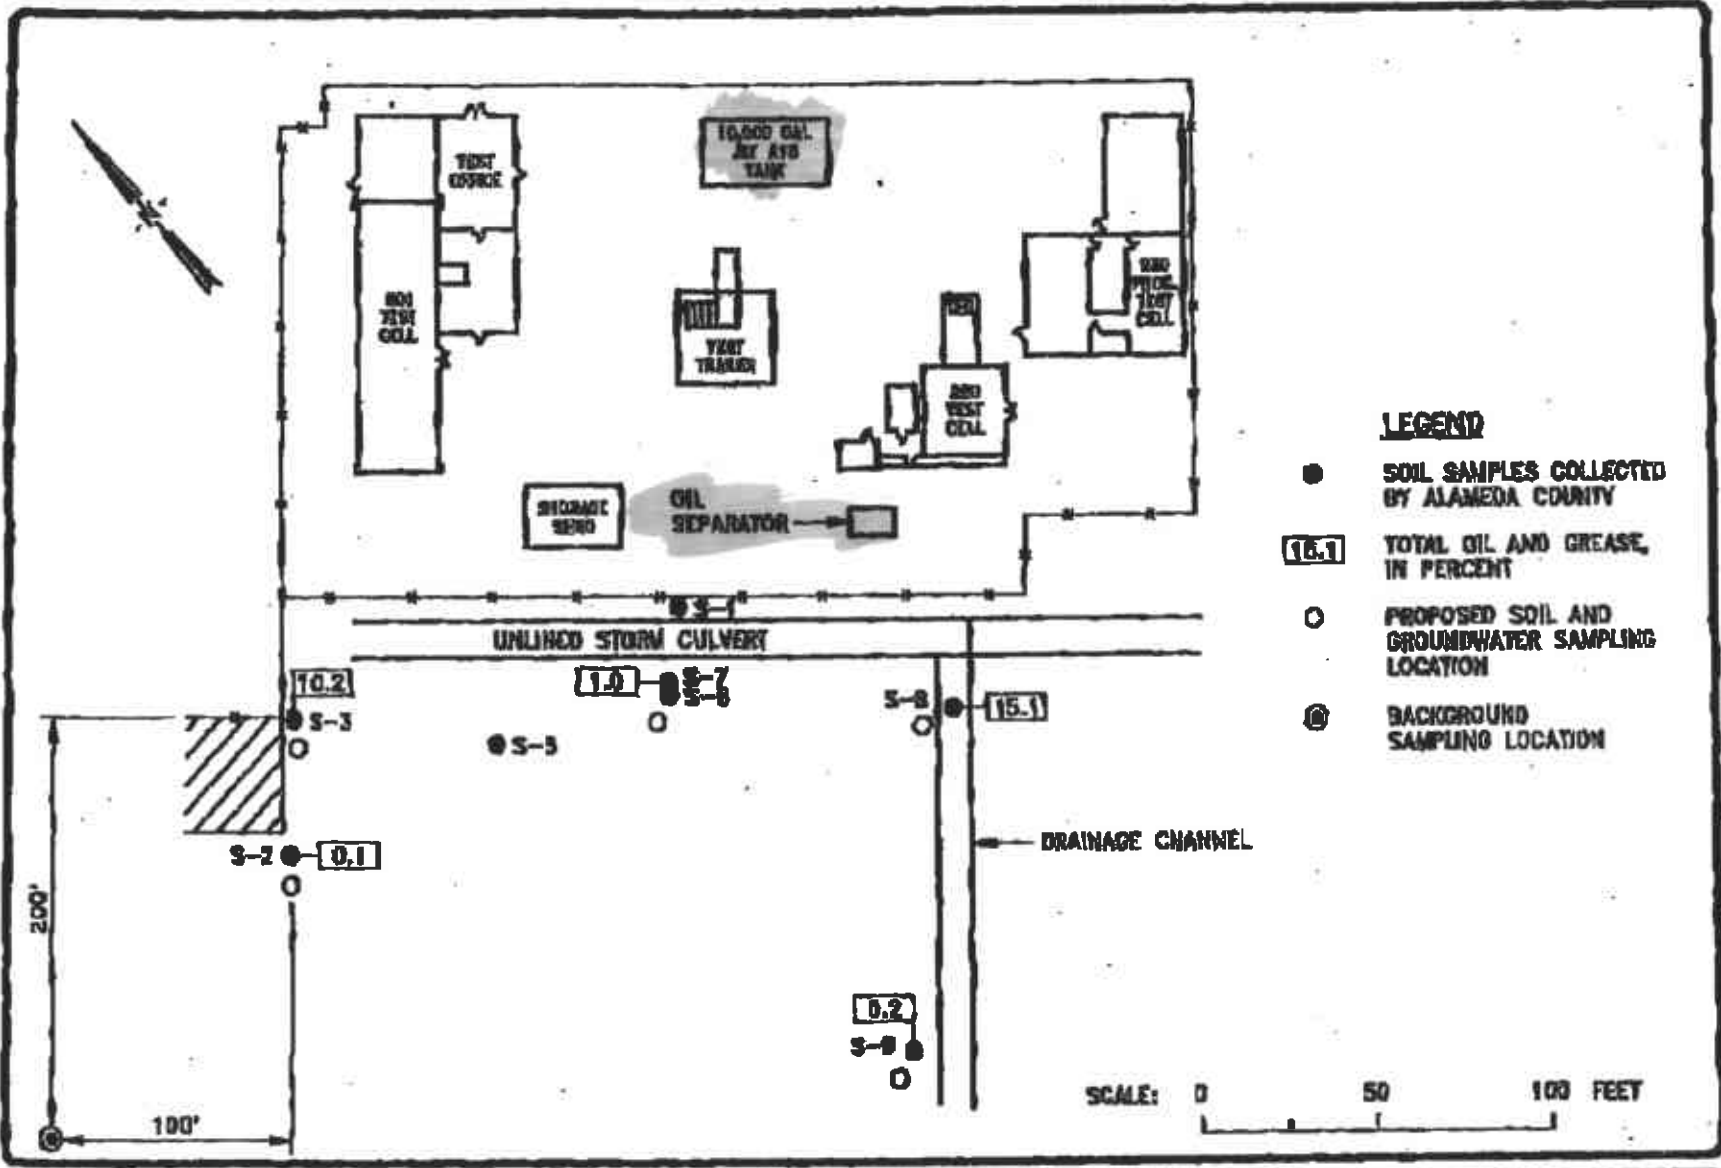 10,000 GAL
JET A50
TANK
TEST
OFFICE
TEST
CELL
TEST
TRAILER
TEST
CELL
TEST
CELL
STORAGE
SHED
OIL
SEPARATOR
S-1
UNLINED STORM CULVERT
10.2
S-3
1.0
S-7
S-6
S-5
S-8
15.1
S-2
0.1
DRAINAGE CHANNEL
200'
100'
S-9
LEGEND
SOIL SAMPLES COLLECTED
BY ALAMEDA COUNTY
15.1
TOTAL OIL AND GREASE,
IN PERCENT
PROPOSED SOIL AND
GROUNDWATER SAMPLING
LOCATION
BACKGROUND
SAMPLING LOCATION
SCALE: 0 50 100 FEET